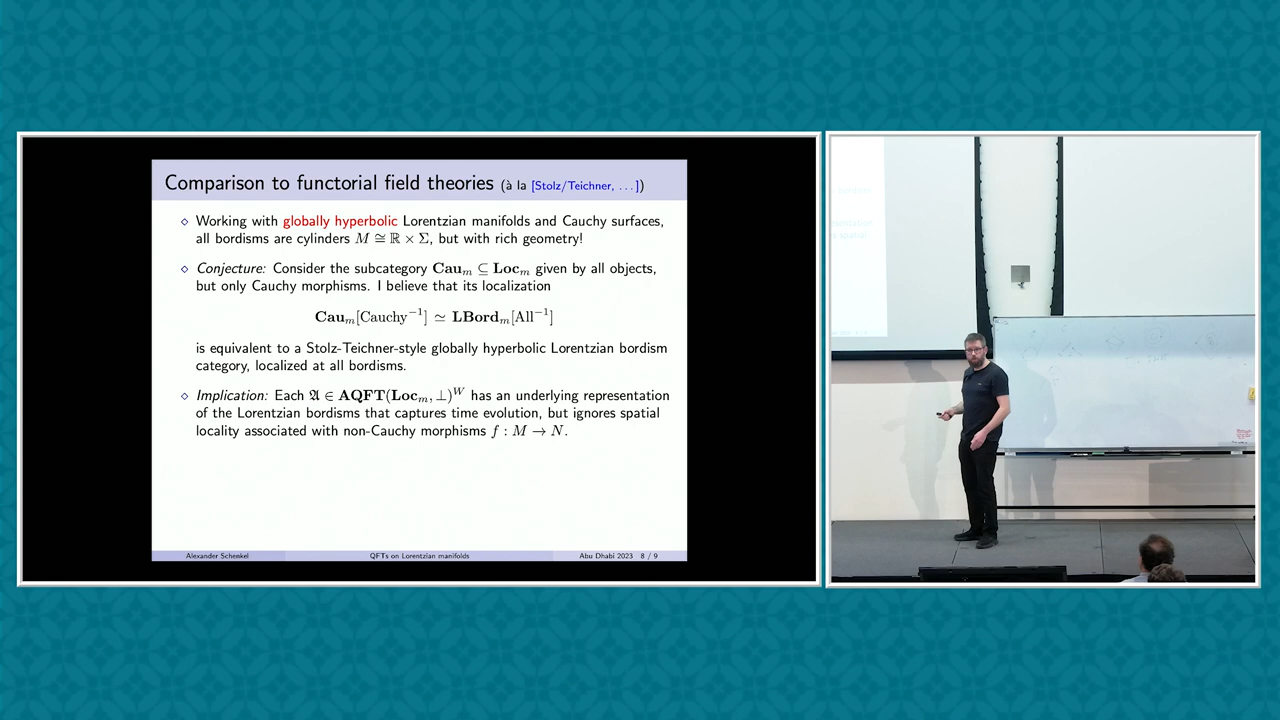 Comparison to functorial field theories (à la [Stolz/Teichner, ...])
⋄ Working with globally hyperbolic Lorentzian manifolds and Cauchy surfaces,
all bordisms are cylinders M ≅ ℝ × Σ, but with rich geometry!
⋄ Conjecture: Consider the subcategory Cau_m ⊆ Loc_m given by all objects,
but only Cauchy morphisms. I believe that its localization
Cau_m[Cauchy⁻¹] ≃ LBord_m[All⁻¹]
is equivalent to a Stolz-Teichner-style globally hyperbolic Lorentzian bordism
category, localized at all bordisms.
⋄ Implication: Each 𝔄 ∈ AQFT(Loc_m, ⊥)^W has an underlying representation
of the Lorentzian bordisms that captures time evolution, but ignores spatial
locality associated with non-Cauchy morphisms f : M → N.
Alexander Schenkel QFTs on Lorentzian manifolds Abu Dhabi 2023 8 / 9